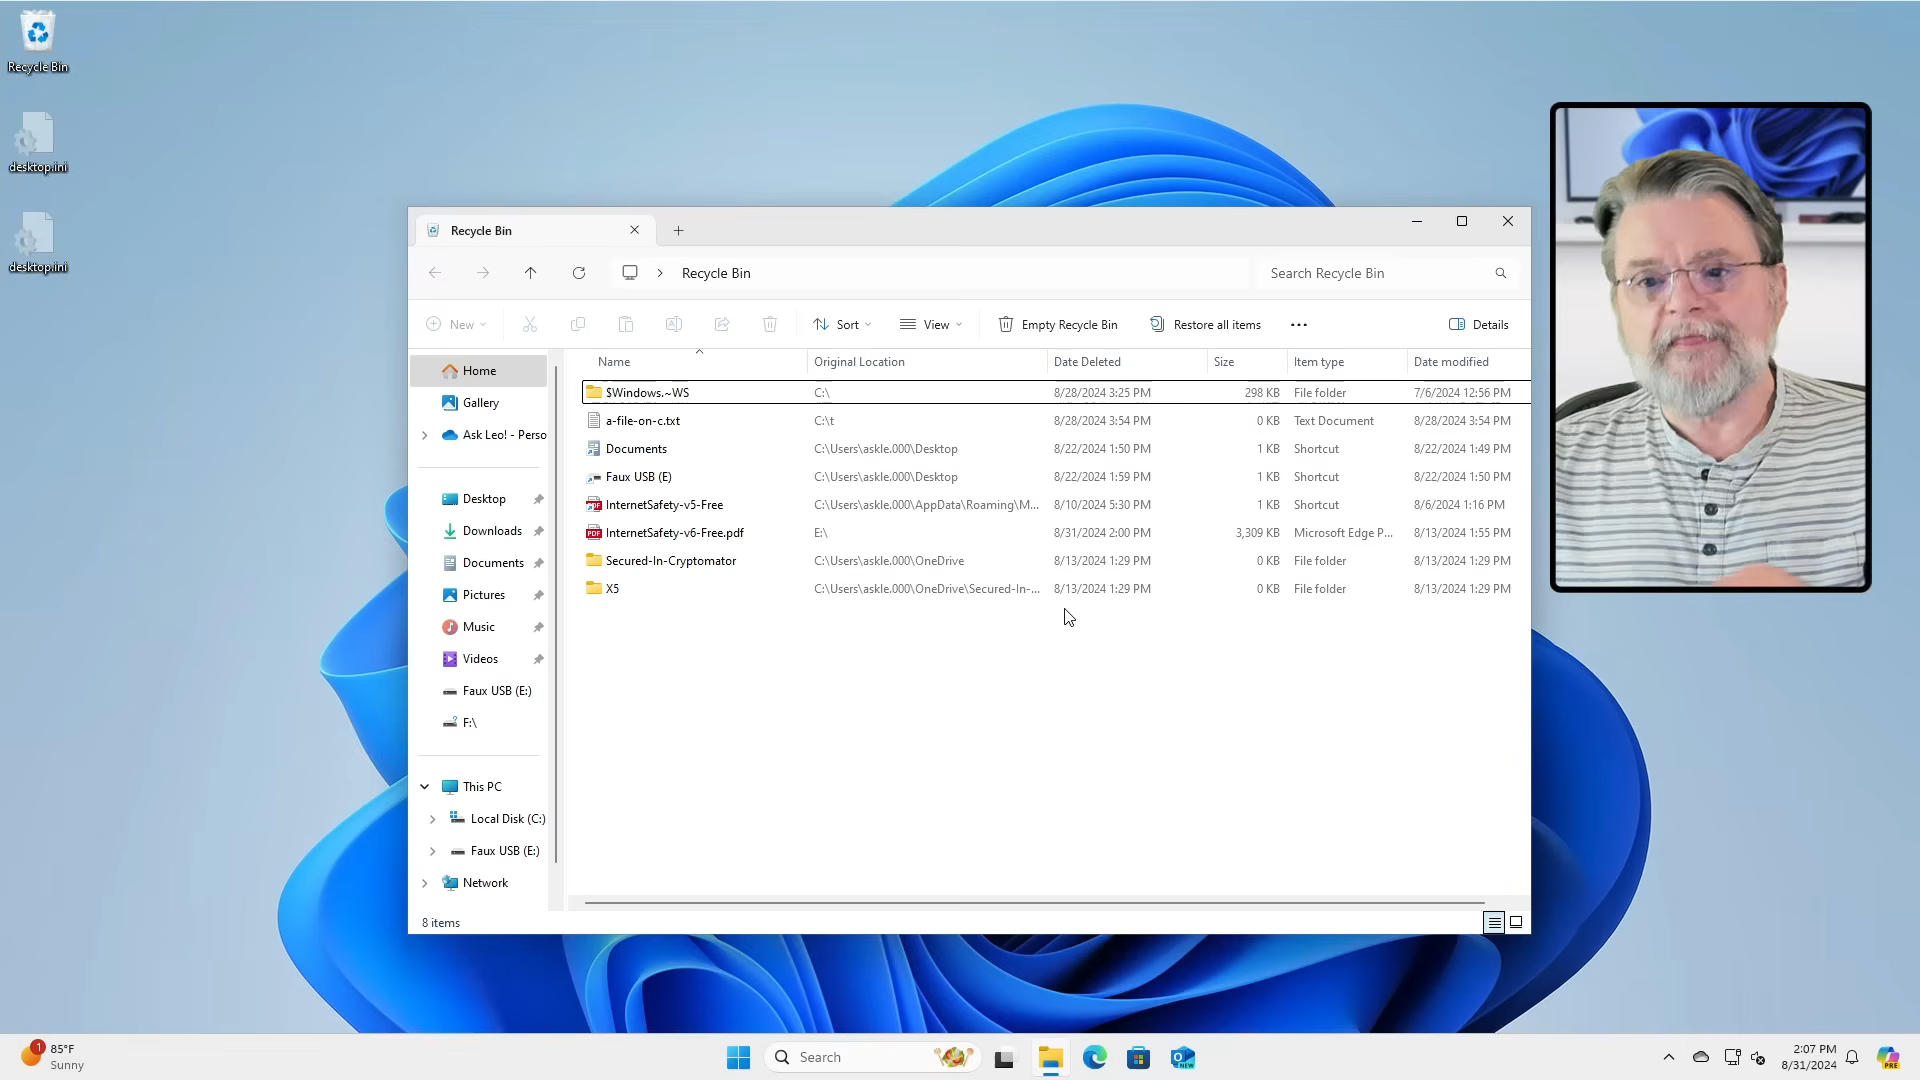 Recycle Bin
desktop.ini
desktop.ini
Recycle Bin
Recycle Bin
Search Recycle Bin
New
Sort
View
Empty Recycle Bin
Restore all items
Details
Name Original Location Date Deleted Size Item type Date modified
$Windows.~WS C:\ 8/28/2024 3:25 PM 298 KB File folder 7/6/2024 12:56 PM
a-file-on-c.txt C:\t 8/28/2024 3:54 PM 0 KB Text Document 8/28/2024 3:54 PM
Documents C:\Users\askle.000\Desktop 8/22/2024 1:50 PM 1 KB Shortcut 8/22/2024 1:49 PM
Faux USB (E) C:\Users\askle.000\Desktop 8/22/2024 1:59 PM 1 KB Shortcut 8/22/2024 1:50 PM
InternetSafety-v5-Free C:\Users\askle.000\AppData\Roaming\M... 8/10/2024 5:30 PM 1 KB Shortcut 8/6/2024 1:16 PM
InternetSafety-v6-Free.pdf E:\ 8/31/2024 2:00 PM 3,309 KB Microsoft Edge P... 8/13/2024 1:55 PM
Secured-In-Cryptomator C:\Users\askle.000\OneDrive 8/13/2024 1:29 PM 0 KB File folder 8/13/2024 1:29 PM
X5 C:\Users\askle.000\OneDrive\Secured-In-... 8/13/2024 1:29 PM 0 KB File folder 8/13/2024 1:29 PM
Home
Gallery
Ask Leo! - Perso
Desktop
Downloads
Documents
Pictures
Music
Videos
Faux USB (E:)
F:\
This PC
Local Disk (C:)
Faux USB (E:)
Network
8 items
1
85°F
Sunny
Search
NEW
2:07 PM
8/31/2024
PRE